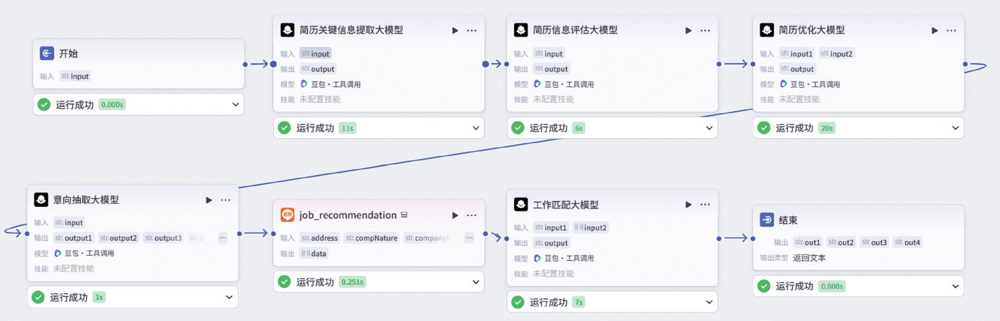 开始
输入 str. input
运行成功 0.000s
简历关键信息提取大模型
输入 str. input
输出 str. output
模型 豆包·工具调用
技能 未配置技能
运行成功 11s
简历信息评估大模型
输入 str. input
输出 str. output
模型 豆包·工具调用
技能 未配置技能
运行成功 6s
简历优化大模型
输入 str. input1 str. input2
输出 str. output
模型 豆包·工具调用
技能 未配置技能
运行成功 20s
意向抽取大模型
输入 str. input
输出 str. output1 str. output2 str. output3 ...
模型 豆包·工具调用
技能 未配置技能
运行成功 1s
job_recommendation
输入 str. address str. compNature str. company ...
输出 [()] data
运行成功 0.251s
工作匹配大模型
输入 str. input1 [()] input2
输出 str. output
模型 豆包·工具调用
技能 未配置技能
运行成功 7s
结束
输出 str. out1 str. out2 str. out3 str. out4
输出类型 返回文本
运行成功 0.000s